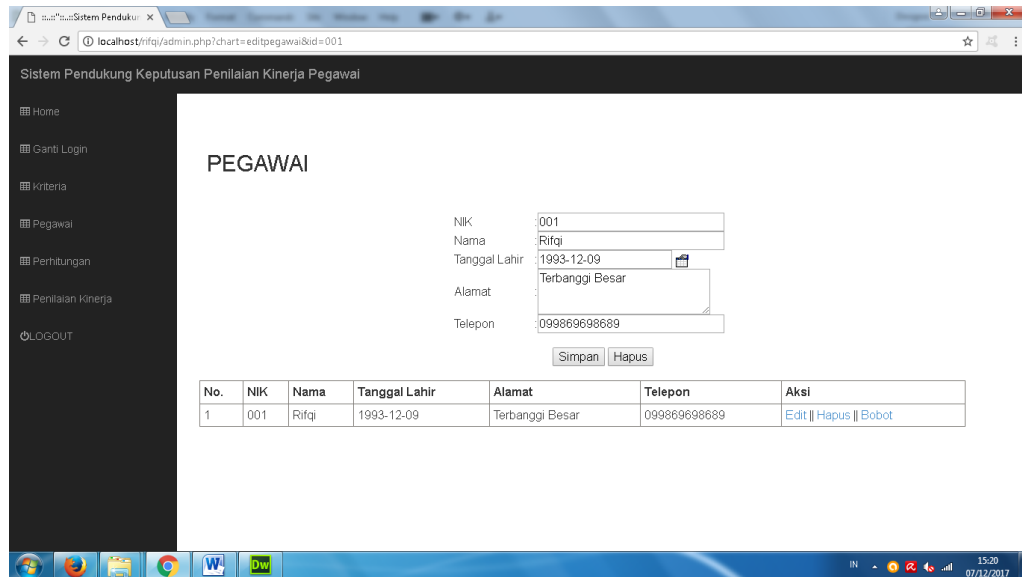 ::..::"::..::Sistem Pendukur
localhost/rifqi/admin.php?chart=editpegawai&id=001
Sistem Pendukung Keputusan Penilaian Kinerja Pegawai
Home
Ganti Login
Kriteria
Pegawai
Perhitungan
Penilaian Kinerja
LOGOUT
PEGAWAI
NIK :001
Nama :Rifqi
Tanggal Lahir :1993-12-09
Alamat : Terbanggi Besar
Telepon :099869698689
Simpan Hapus
No. NIK Nama Tanggal Lahir Alamat Telepon Aksi
1 001 Rifqi 1993-12-09 Terbanggi Besar 099869698689 Edit || Hapus || Bobot
W Dw IN 15:20
07/12/2017